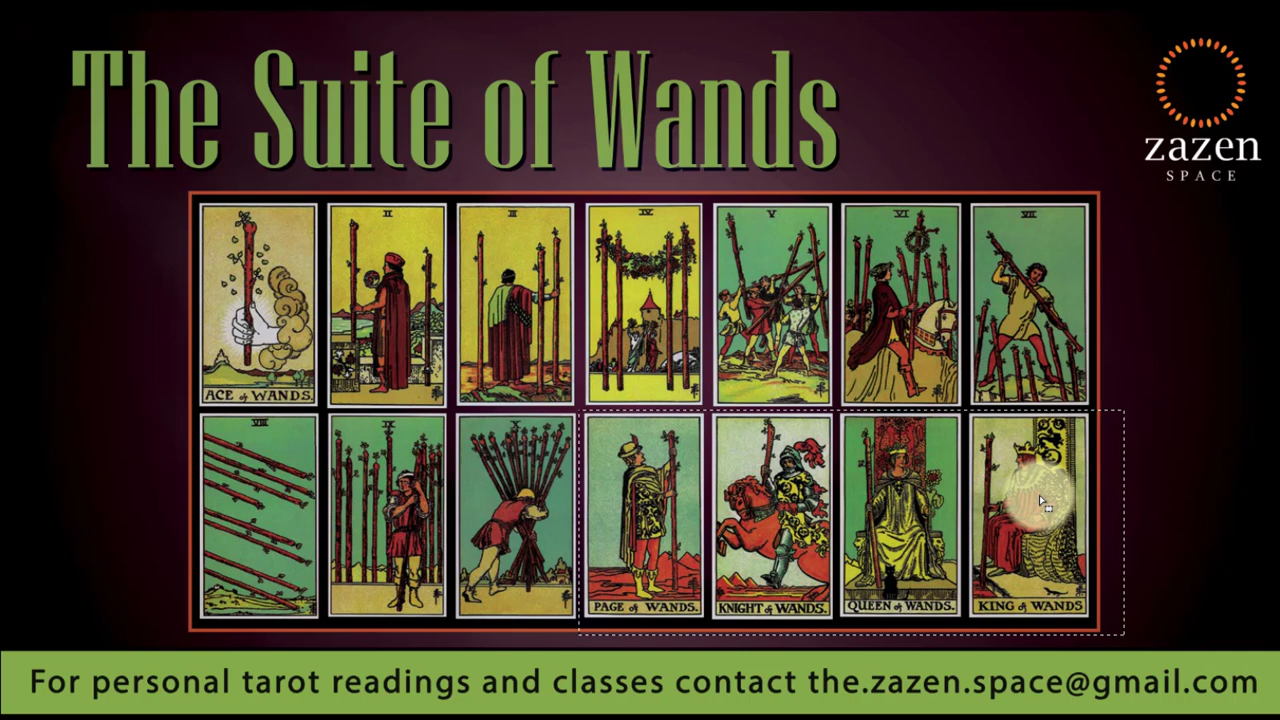 The Suite of Wands
zazen
SPACE
II
III
IV
V
VI
VII
ACE of WANDS.
VIII
IX
X
PAGE of WANDS.
KNIGHT of WANDS.
QUEEN of WANDS.
KING of WANDS
For personal tarot readings and classes contact the.zazen.space@gmail.com